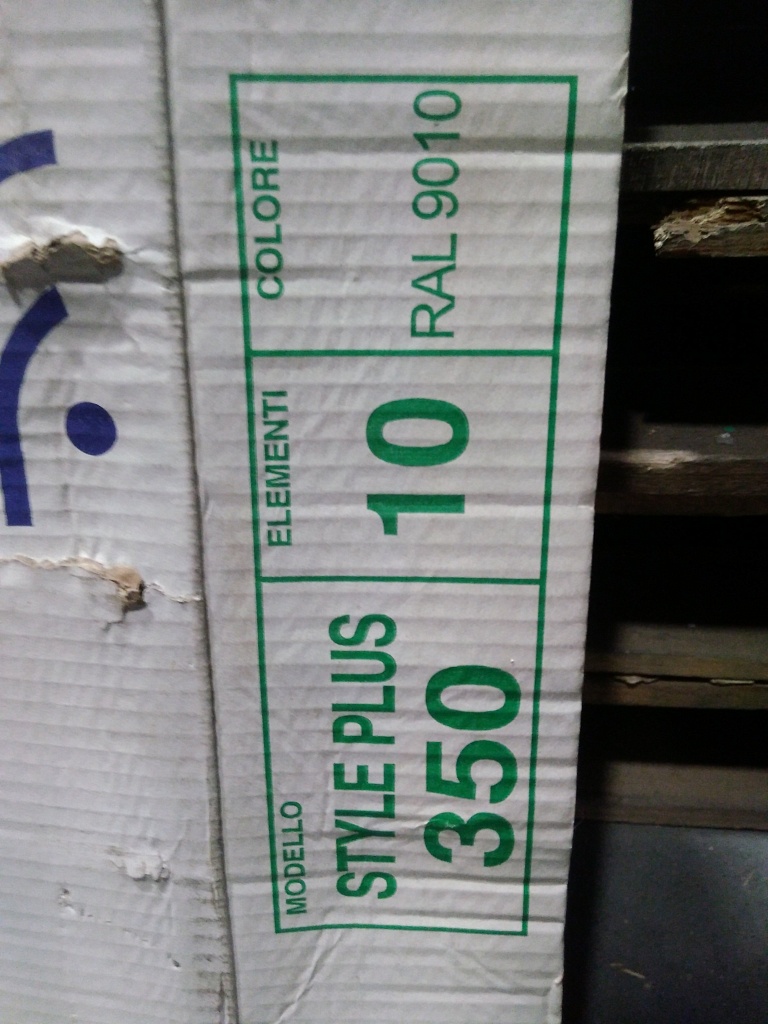 MODELLO
STYLE PLUS
350
ELEMENTI
10
COLORE
RAL 9010